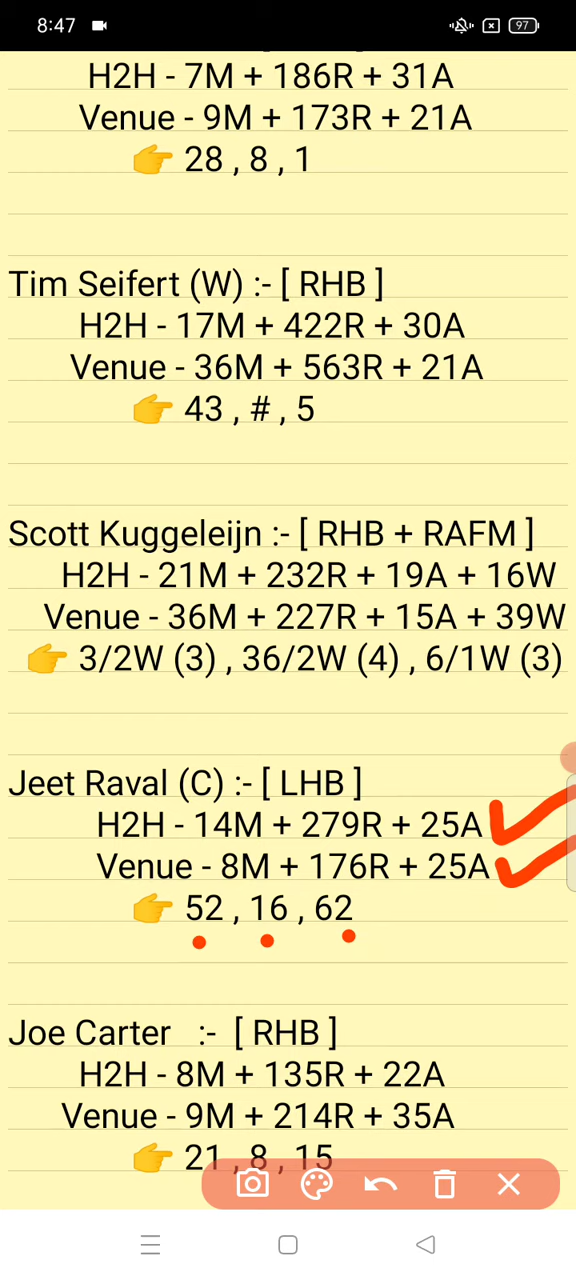 8:47
97
H2H - 7M + 186R + 31A
Venue - 9M + 173R + 21A
👉 28 , 8 , 1
Tim Seifert (W) :- [ RHB ]
H2H - 17M + 422R + 30A
Venue - 36M + 563R + 21A
👉 43 , # , 5
Scott Kuggeleijn :- [ RHB + RAFM ]
H2H - 21M + 232R + 19A + 16W
Venue - 36M + 227R + 15A + 39W
👉 3/2W (3) , 36/2W (4) , 6/1W (3)
Jeet Raval (C) :- [ LHB ]
H2H - 14M + 279R + 25A
Venue - 8M + 176R + 25A
👉 52 , 16 , 62
Joe Carter :- [ RHB ]
H2H - 8M + 135R + 22A
Venue - 9M + 214R + 35A
👉 21 , 8 , 15